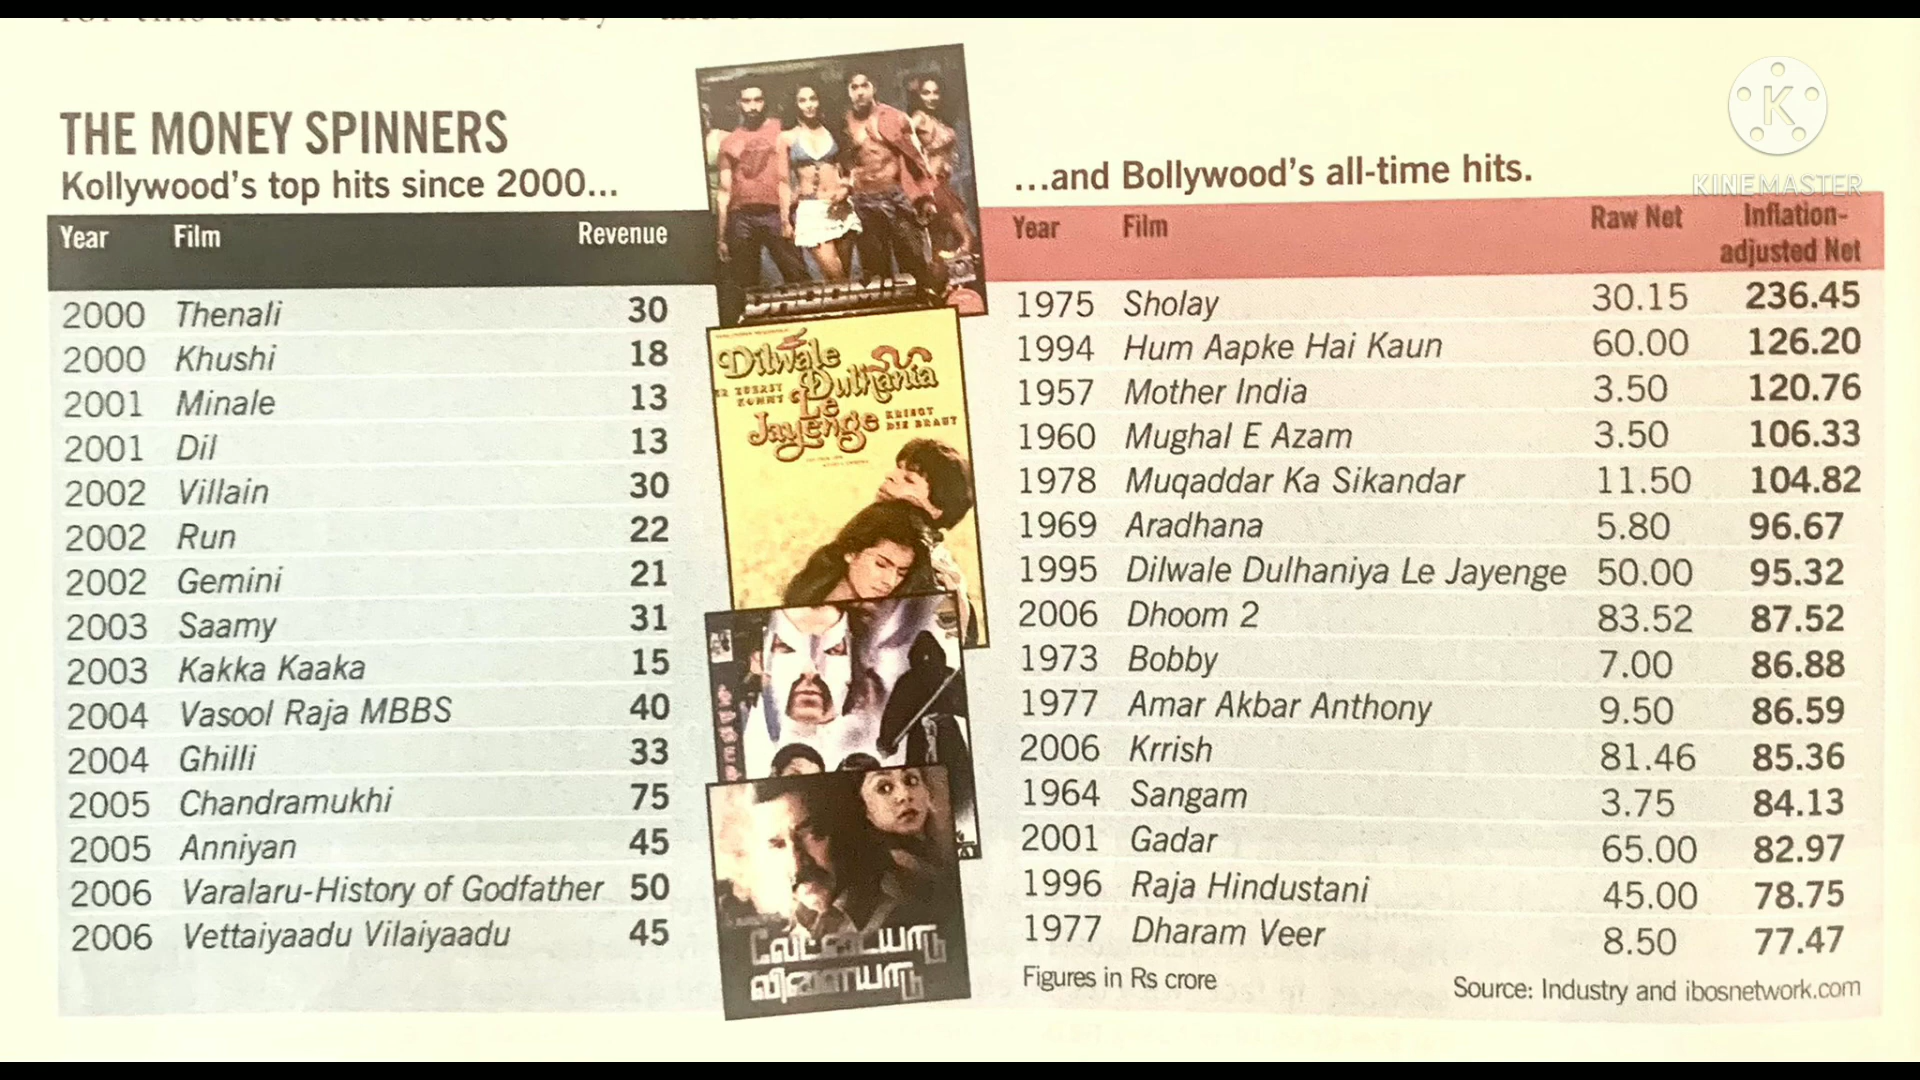 THE MONEY SPINNERS
Kollywood's top hits since 2000...
Year Film Revenue
2000 Thenali 30
2000 Khushi 18
2001 Minale 13
2001 Dil 13
2002 Villain 30
2002 Run 22
2002 Gemini 21
2003 Saamy 31
2003 Kakka Kaaka 15
2004 Vasool Raja MBBS 40
2004 Ghilli 33
2005 Chandramukhi 75
2005 Anniyan 45
2006 Varalaru-History of Godfather 50
2006 Vettaiyaadu Vilaiyaadu 45
DHOOM:2
Dilwale
Dulhania
Le
Jayenge
ER ZUERST
KOMMT
KRIEGT
DIE BRAUT
வேட்டையாடு
விளையாடு
...and Bollywood's all-time hits.
Year Film Raw Net Inflation-
adjusted Net
1975 Sholay 30.15 236.45
1994 Hum Aapke Hai Kaun 60.00 126.20
1957 Mother India 3.50 120.76
1960 Mughal E Azam 3.50 106.33
1978 Muqaddar Ka Sikandar 11.50 104.82
1969 Aradhana 5.80 96.67
1995 Dilwale Dulhaniya Le Jayenge 50.00 95.32
2006 Dhoom 2 83.52 87.52
1973 Bobby 7.00 86.88
1977 Amar Akbar Anthony 9.50 86.59
2006 Krrish 81.46 85.36
1964 Sangam 3.75 84.13
2001 Gadar 65.00 82.97
1996 Raja Hindustani 45.00 78.75
1977 Dharam Veer 8.50 77.47
Figures in Rs crore
Source: Industry and ibosnetwork.com
K
KINEMASTER